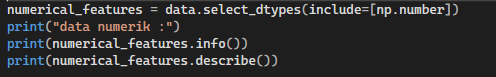 numerical_features = data.select_dtypes(include=[np.number])
print("data numerik :")
print(numerical_features.info())
print(numerical_features.describe())